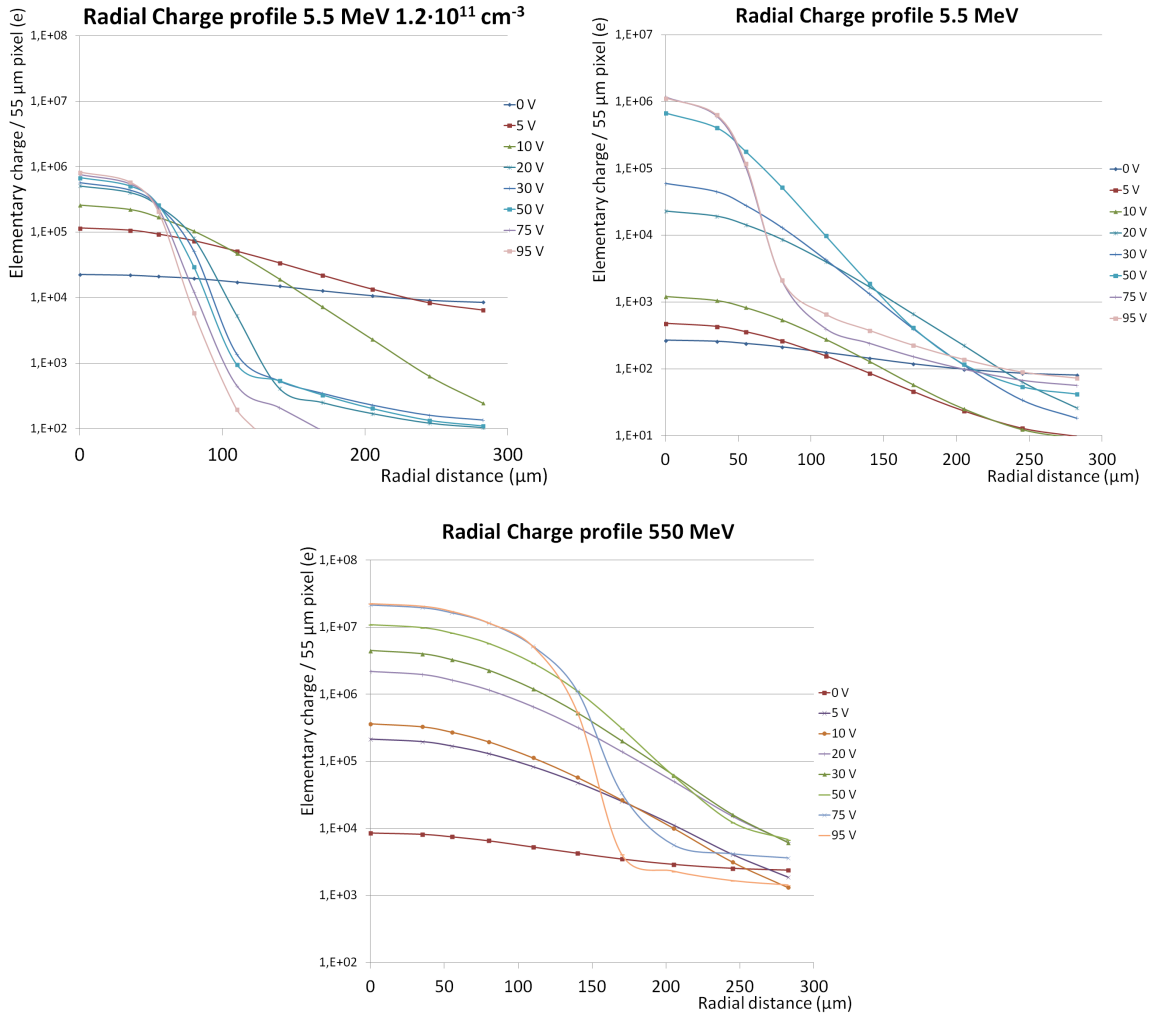 Radial Charge profile 5.5 MeV 1.2·10¹¹ cm⁻³
Elementary charge / 55 µm pixel (e)
1,E+08
1,E+07
1,E+06
1,E+05
1,E+04
1,E+03
1,E+02
0
100
200
300
Radial distance (µm)
0 V
5 V
10 V
20 V
30 V
50 V
75 V
95 V
Radial Charge profile 5.5 MeV
Elementary charge / 55 µm pixel (e)
1,E+07
1,E+06
1,E+05
1,E+04
1,E+03
1,E+02
1,E+01
0
50
100
150
200
250
300
Radial distance (µm)
0 V
5 V
10 V
20 V
30 V
50 V
75 V
95 V
Radial Charge profile 550 MeV
Elementary charge / 55 µm pixel (e)
1,E+08
1,E+07
1,E+06
1,E+05
1,E+04
1,E+03
1,E+02
0
50
100
150
200
250
300
Radial distance (µm)
0 V
5 V
10 V
20 V
30 V
50 V
75 V
95 V